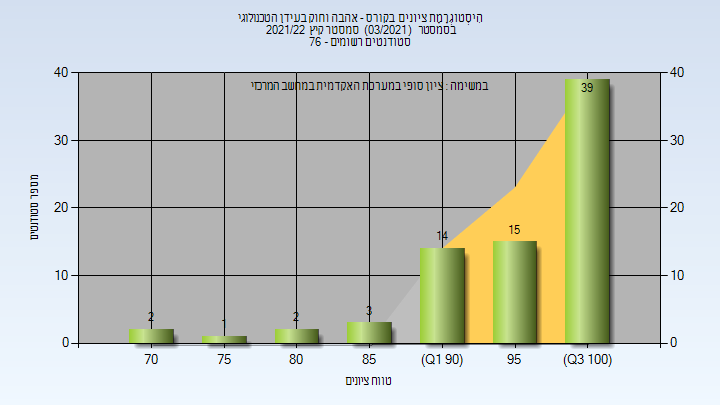 היסטוגרמת ציונים בקורס - אהבה וחוק בעידן הטכנולוגי
בסמסטר (03/2021) סמסטר קיץ 2021/22
סטודנטים רשומים - 76
במשימה : ציון סופי במערכת האקדמית במחשב המרכזי
מספר סטודנטים
40 40
30 30
20 20
10 10
0 0
2 1 2 3 14 15 39
70 75 80 85 (Q1 90) 95 (Q3 100)
טווח ציונים